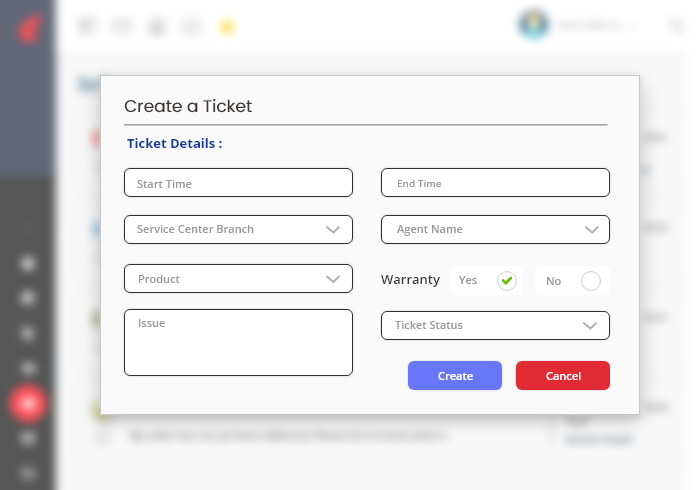 Create a Ticket
Ticket Details :
Start Time
End Time
Service Center Branch
Agent Name
Product
Warranty Yes No
Issue
Ticket Status
Create
Cancel